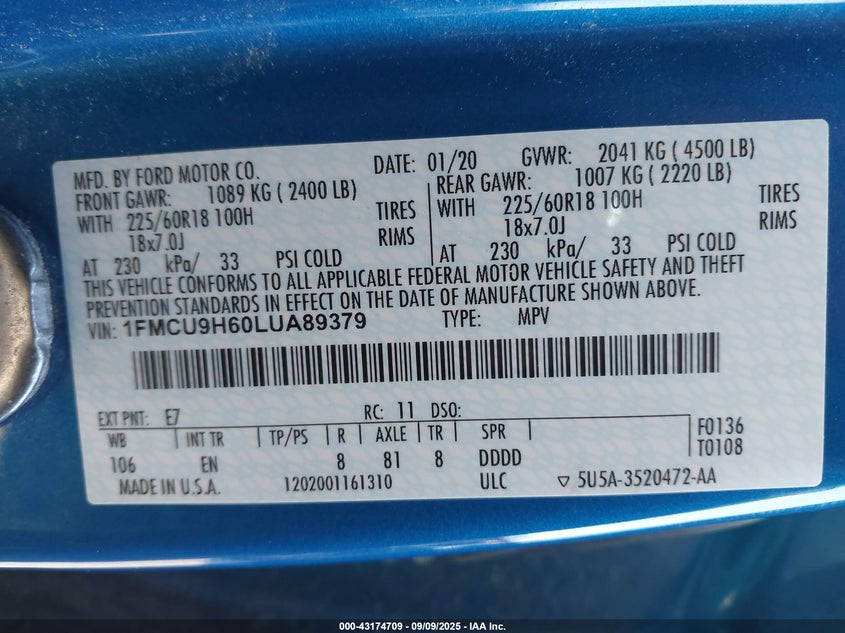 MFD. BY FORD MOTOR CO. DATE: 01/20 GVWR: 2041 KG ( 4500 LB)
FRONT GAWR: 1089 KG ( 2400 LB) REAR GAWR: 1007 KG ( 2220 LB)
WITH 225/60R18 100H TIRES WITH 225/60R18 100H TIRES
18x7.0J RIMS 18x7.0J RIMS
AT 230 kPa/ 33 PSI COLD AT 230 kPa/ 33 PSI COLD
THIS VEHICLE CONFORMS TO ALL APPLICABLE FEDERAL MOTOR VEHICLE SAFETY AND THEFT
PREVENTION STANDARDS IN EFFECT ON THE DATE OF MANUFACTURE SHOWN ABOVE.
VIN: 1FMCU9H60LUA89379 TYPE: MPV
EXT PNT: E7 RC: 11 DSO:
WB INT TR TP/PS R AXLE TR SPR F0136
106 EN 8 81 8 DDDD T0108
MADE IN U.S.A. 1202001161310 ULC ▽ 5U5A-3520472-AA
000-43174709 - 09/09/2025 - IAA Inc.